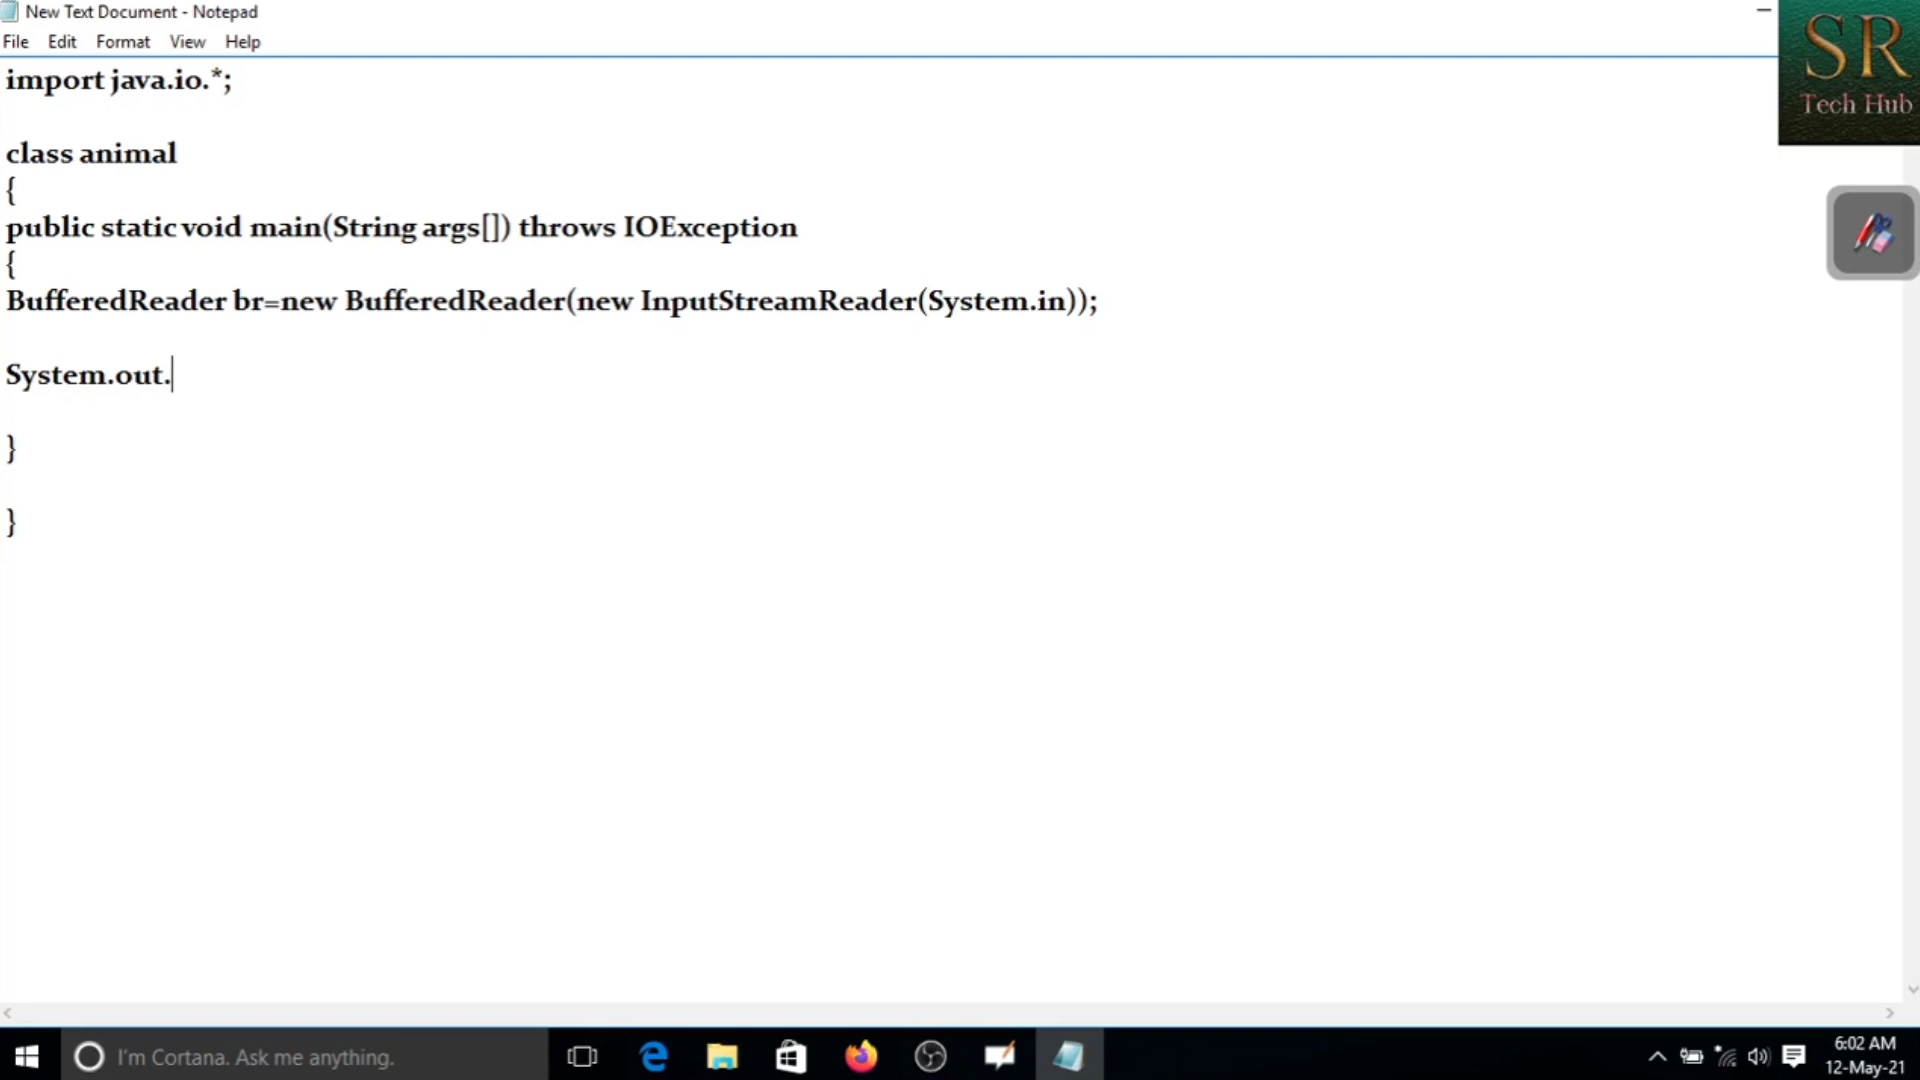 New Text Document - Notepad
File Edit Format View Help
SR
Tech Hub
import java.io.*;
class animal
{
public static void main(String args[]) throws IOException
{
BufferedReader br=new BufferedReader(new InputStreamReader(System.in));
System.out.
}
}
I'm Cortana. Ask me anything.
6:02 AM
12-May-21